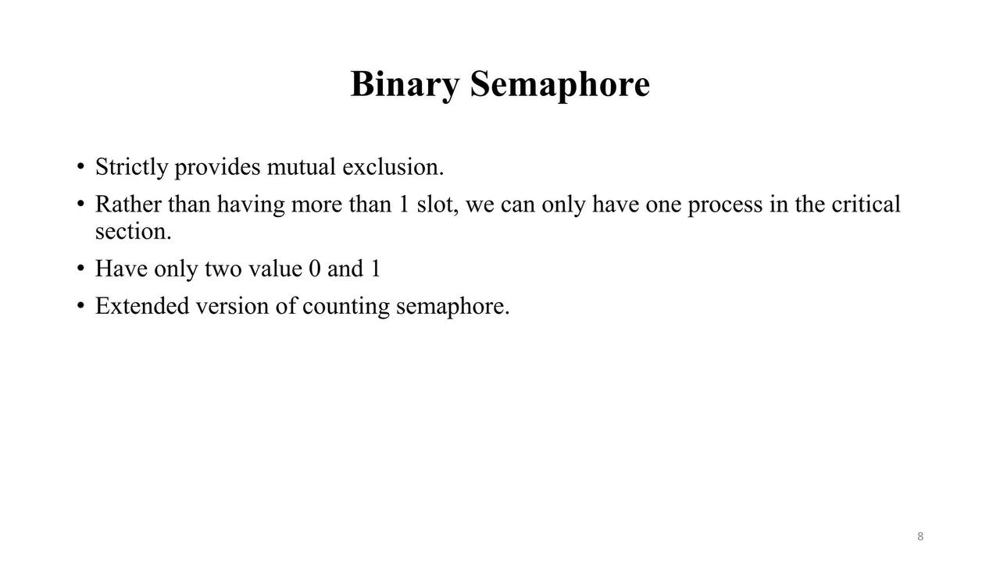 Binary Semaphore
• Strictly provides mutual exclusion.
• Rather than having more than 1 slot, we can only have one process in the critical
section.
• Have only two value 0 and 1
• Extended version of counting semaphore.
8